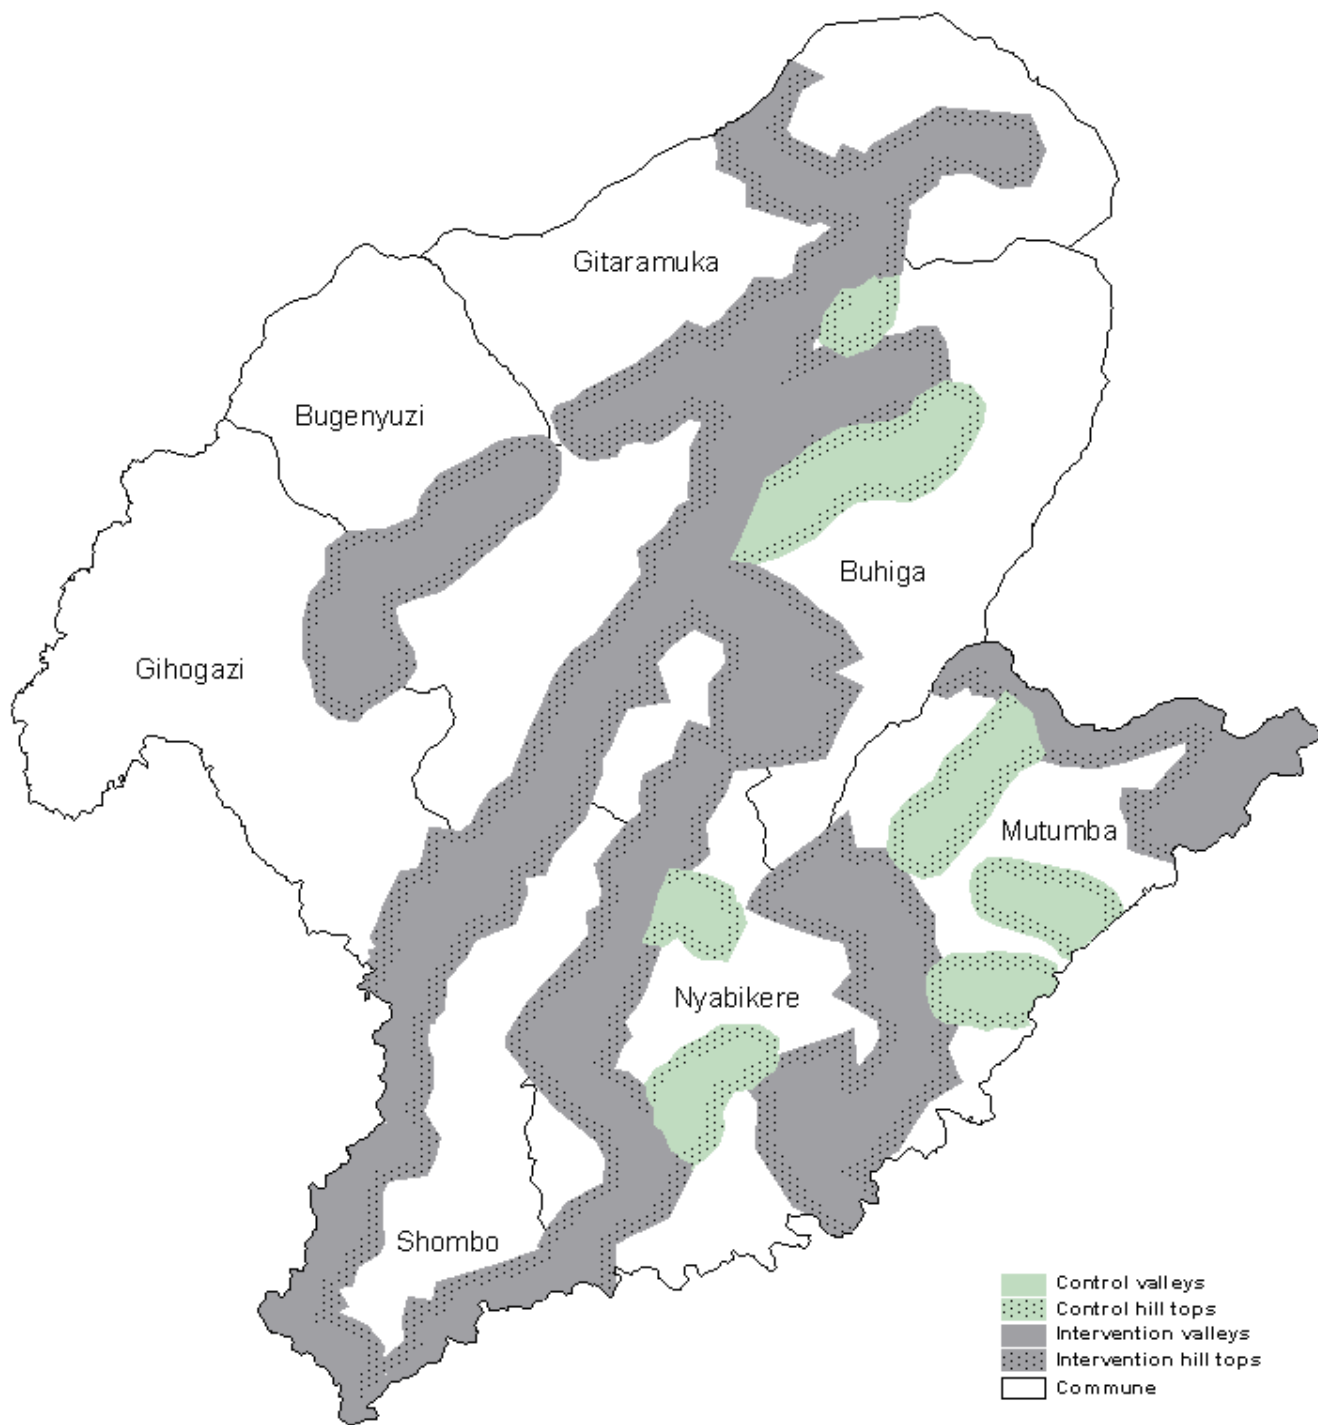 Gitaramuka
Bugenyuzi
Buhiga
Gihogazi
Mutumba
Nyabikere
Shombo
Control valleys
Control hill tops
Intervention valleys
Intervention hill tops
Commune